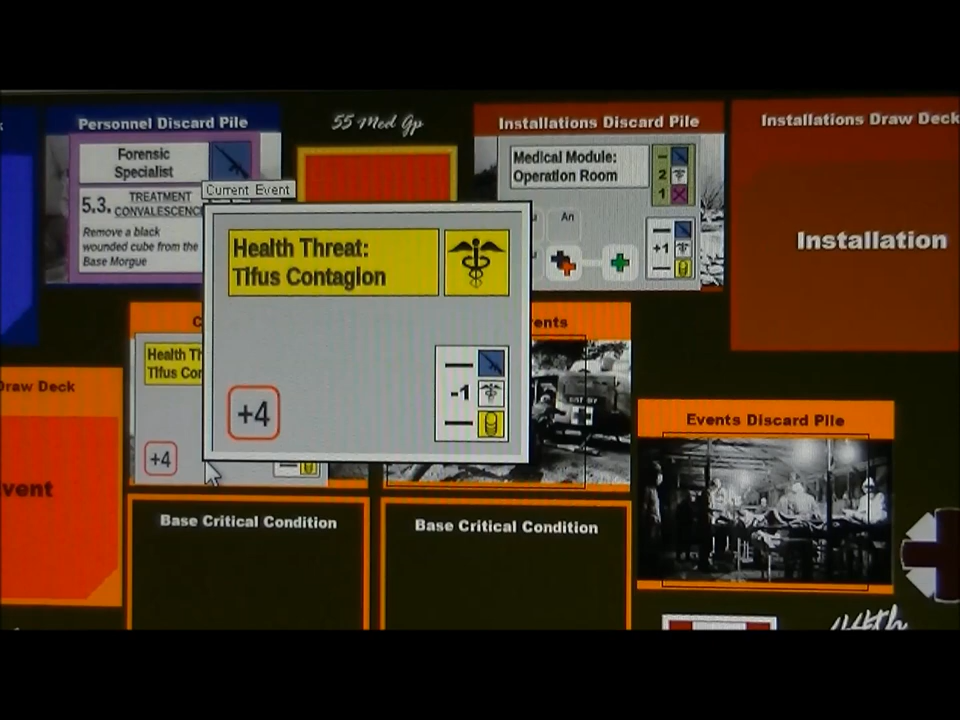 Personnel Discard Pile
55 Med Gp
Installations Discard Pile
Installations Draw Deck
Forensic
Specialist
5.3. TREATMENT
CONVALESCENC
Remove a black
wounded cube from the
Base Morgue
Current Event
Medical Module:
Operation Room
–
2
1
An
–
+1
–
Installation
Health Threat:
Tifus Contagion
+4
–
-1
–
C
ents
Health Th
Tifus Con
+4
Draw Deck
vent
Events Discard Pile
Base Critical Condition
Base Critical Condition
44th